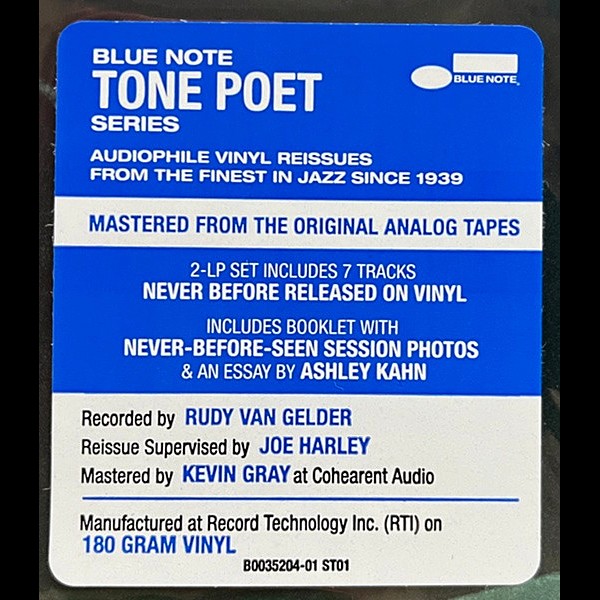 BLUE NOTE
TONE POET
SERIES
BLUE NOTE
AUDIOPHILE VINYL REISSUES
FROM THE FINEST IN JAZZ SINCE 1939
MASTERED FROM THE ORIGINAL ANALOG TAPES
2-LP SET INCLUDES 7 TRACKS
NEVER BEFORE RELEASED ON VINYL
INCLUDES BOOKLET WITH
NEVER-BEFORE-SEEN SESSION PHOTOS
& AN ESSAY BY ASHLEY KAHN
Recorded by RUDY VAN GELDER
Reissue Supervised by JOE HARLEY
Mastered by KEVIN GRAY at Cohearent Audio
Manufactured at Record Technology Inc. (RTI) on
180 GRAM VINYL
B0035204-01 ST01